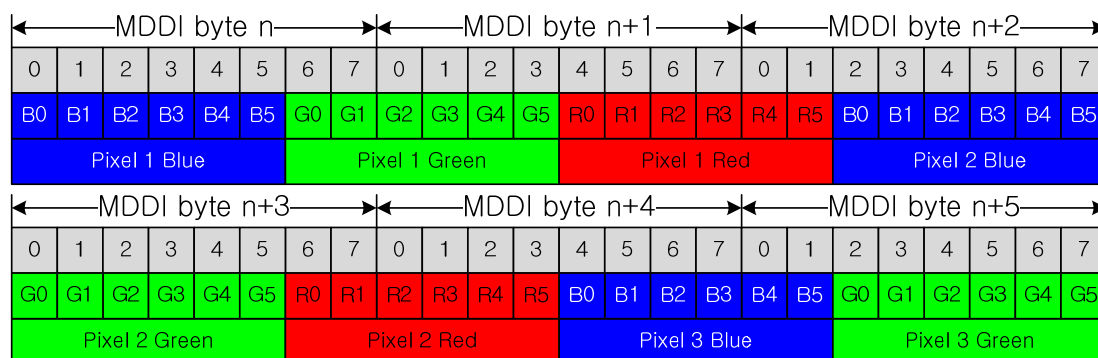 MDDI byte n MDDI byte n+1 MDDI byte n+2
0 1 2 3 4 5 6 7 0 1 2 3 4 5 6 7 0 1 2 3 4 5 6 7
B0 B1 B2 B3 B4 B5 G0 G1 G2 G3 G4 G5 R0 R1 R2 R3 R4 R5 B0 B1 B2 B3 B4 B5
Pixel 1 Blue Pixel 1 Green Pixel 1 Red Pixel 2 Blue
MDDI byte n+3 MDDI byte n+4 MDDI byte n+5
0 1 2 3 4 5 6 7 0 1 2 3 4 5 6 7 0 1 2 3 4 5 6 7
G0 G1 G2 G3 G4 G5 R0 R1 R2 R3 R4 R5 B0 B1 B2 B3 B4 B5 G0 G1 G2 G3 G4 G5
Pixel 2 Green Pixel 2 Red Pixel 3 Blue Pixel 3 Green